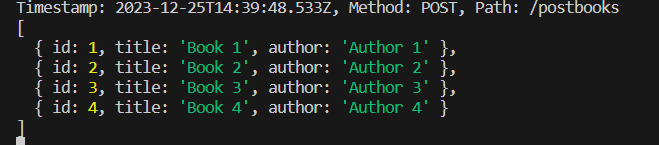 Timestamp: 2023-12-25T14:39:48.533Z, Method: POST, Path: /postbooks
[
  { id: 1, title: 'Book 1', author: 'Author 1' },
  { id: 2, title: 'Book 2', author: 'Author 2' },
  { id: 3, title: 'Book 3', author: 'Author 3' },
  { id: 4, title: 'Book 4', author: 'Author 4' }
]